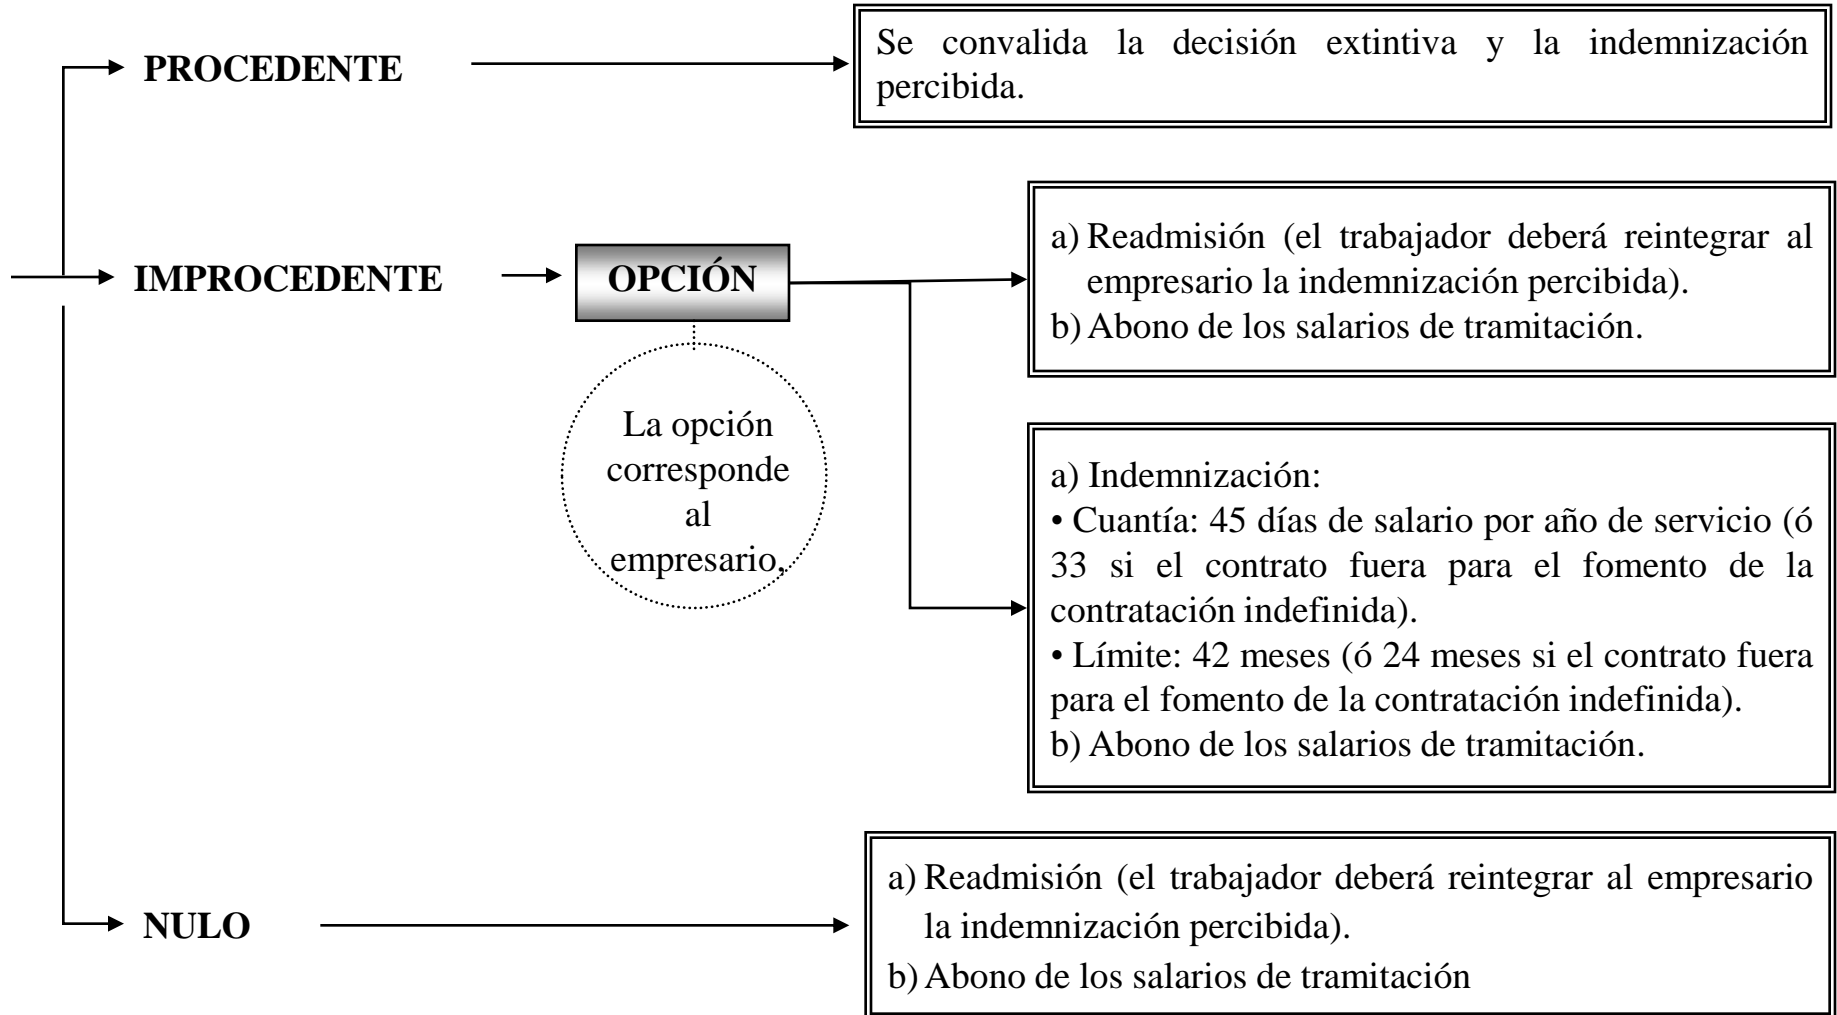 PROCEDENTE
Se convalida la decisión extintiva y la indemnización
percibida.
IMPROCEDENTE
OPCIÓN
La opción
corresponde
al
empresario.
a) Readmisión (el trabajador deberá reintegrar al
empresario la indemnización percibida).
b) Abono de los salarios de tramitación.
a) Indemnización:
• Cuantía: 45 días de salario por año de servicio (ó
33 si el contrato fuera para el fomento de la
contratación indefinida).
• Límite: 42 meses (ó 24 meses si el contrato fuera
para el fomento de la contratación indefinida).
b) Abono de los salarios de tramitación.
NULO
a) Readmisión (el trabajador deberá reintegrar al empresario
la indemnización percibida).
b) Abono de los salarios de tramitación